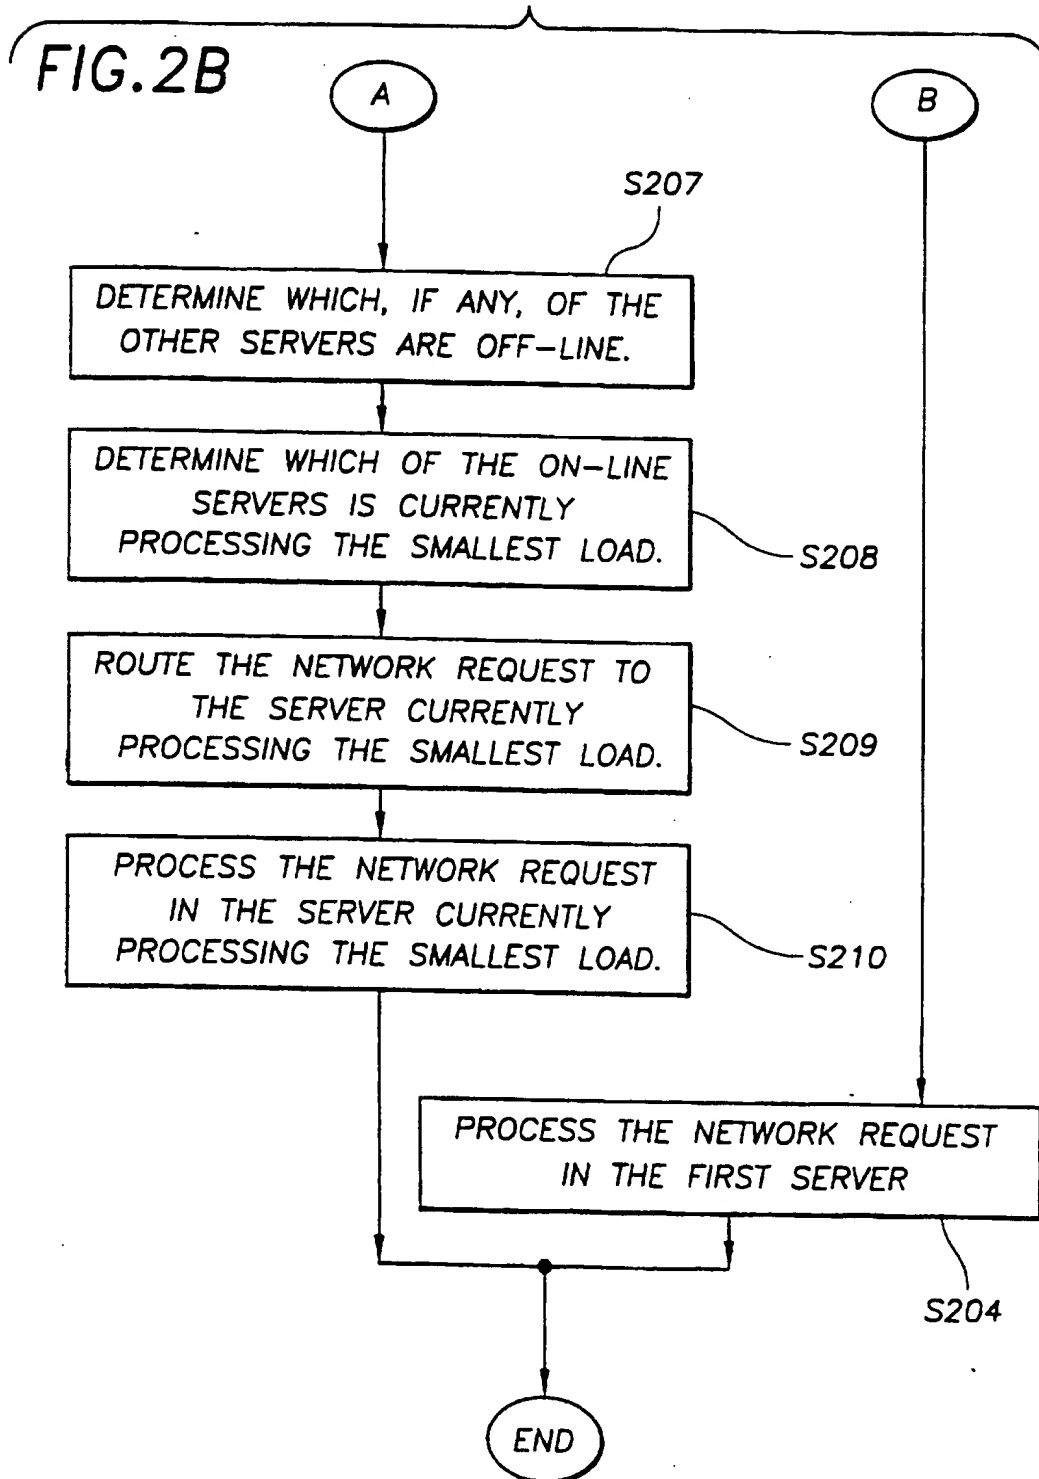 FIG.2B
A
B
S207
DETERMINE WHICH, IF ANY, OF THE
OTHER SERVERS ARE OFF-LINE.
DETERMINE WHICH OF THE ON-LINE
SERVERS IS CURRENTLY
PROCESSING THE SMALLEST LOAD.
S208
ROUTE THE NETWORK REQUEST TO
THE SERVER CURRENTLY
PROCESSING THE SMALLEST LOAD.
S209
PROCESS THE NETWORK REQUEST
IN THE SERVER CURRENTLY
PROCESSING THE SMALLEST LOAD.
S210
PROCESS THE NETWORK REQUEST
IN THE FIRST SERVER
S204
END